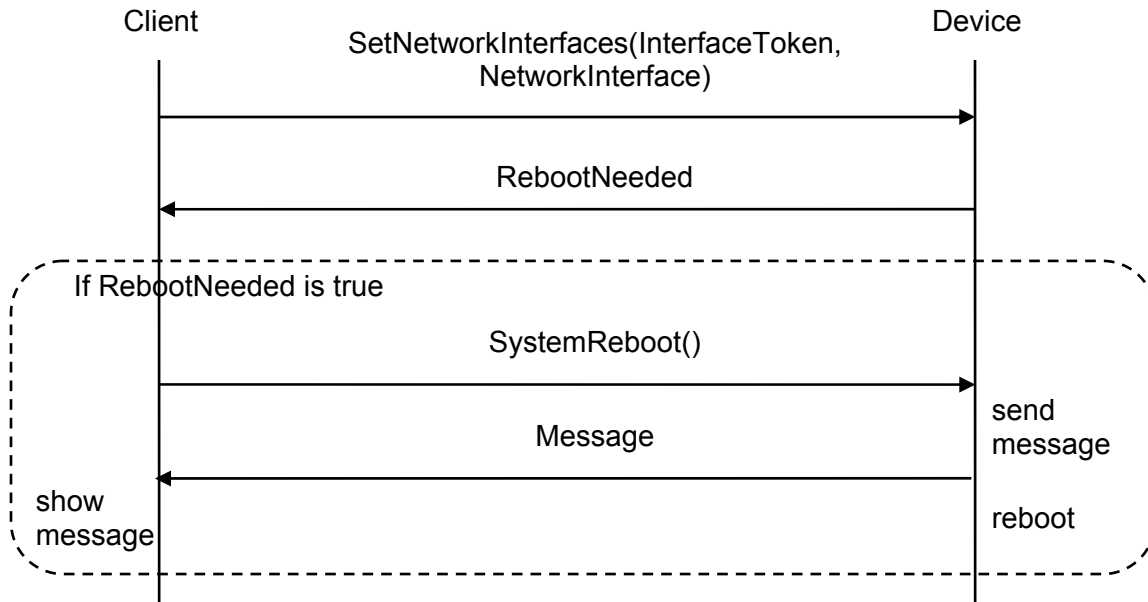 Client
Device
SetNetworkInterfaces(InterfaceToken,
NetworkInterface)
RebootNeeded
If RebootNeeded is true
SystemReboot()
send
message
Message
show
message
reboot